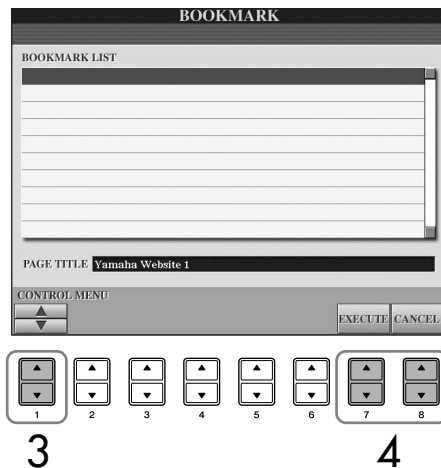 BOOKMARK
BOOKMARK LIST
PAGE TITLE Yamaha Website 1
CONTROL MENU
EXECUTE CANCEL
1 2 3 4 5 6 7 8
3 4